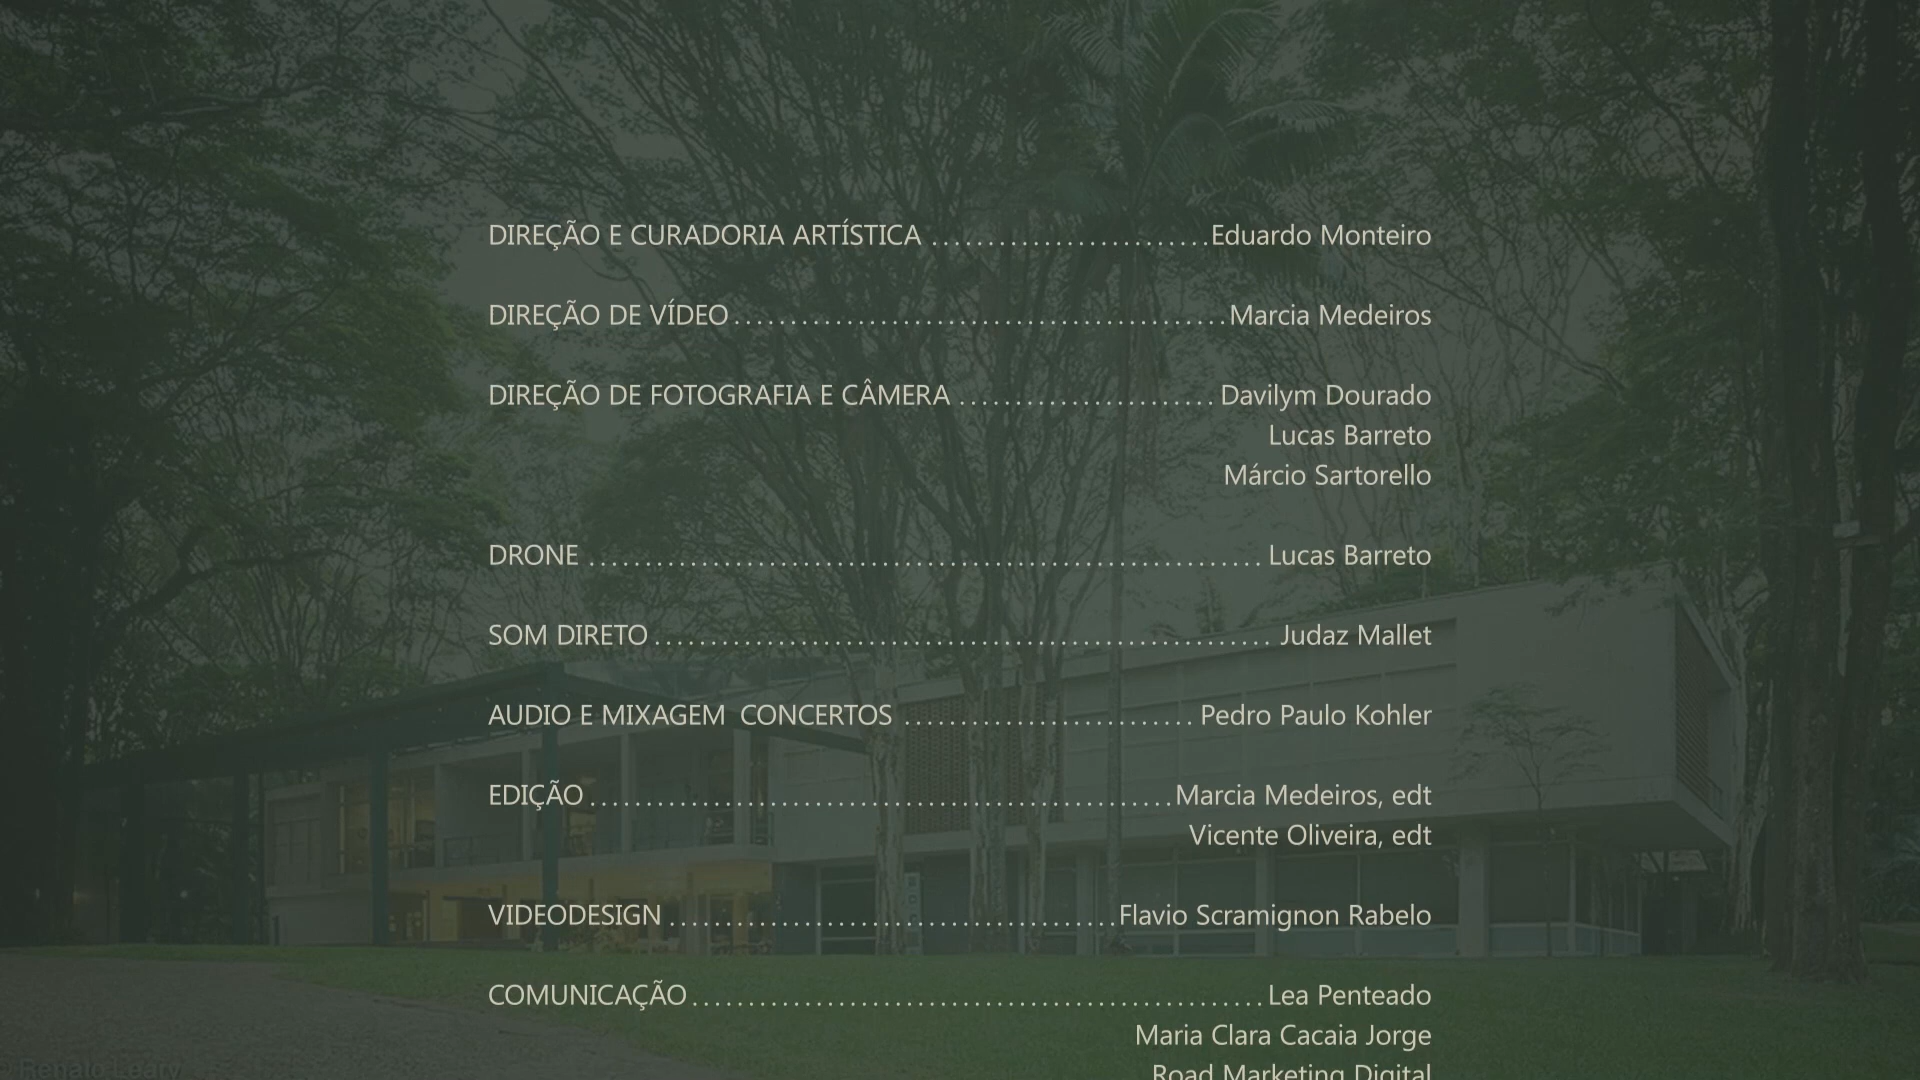 DIREÇÃO E CURADORIA ARTÍSTICA ......................... Eduardo Monteiro
DIREÇÃO DE VÍDEO ............................................ Marcia Medeiros
DIREÇÃO DE FOTOGRAFIA E CÂMERA ....................... Davilym Dourado
Lucas Barreto
Márcio Sartorello
DRONE ............................................................ Lucas Barreto
SOM DIRETO ....................................................... Judaz Mallet
AUDIO E MIXAGEM  CONCERTOS .......................... Pedro Paulo Kohler
EDIÇÃO .................................................... Marcia Medeiros, edt
Vicente Oliveira, edt
VIDEODESIGN ........................................ Flavio Scramignon Rabelo
COMUNICAÇÃO ................................................... Lea Penteado
Maria Clara Cacaia Jorge
Road Marketing Digital
© Renato Leary